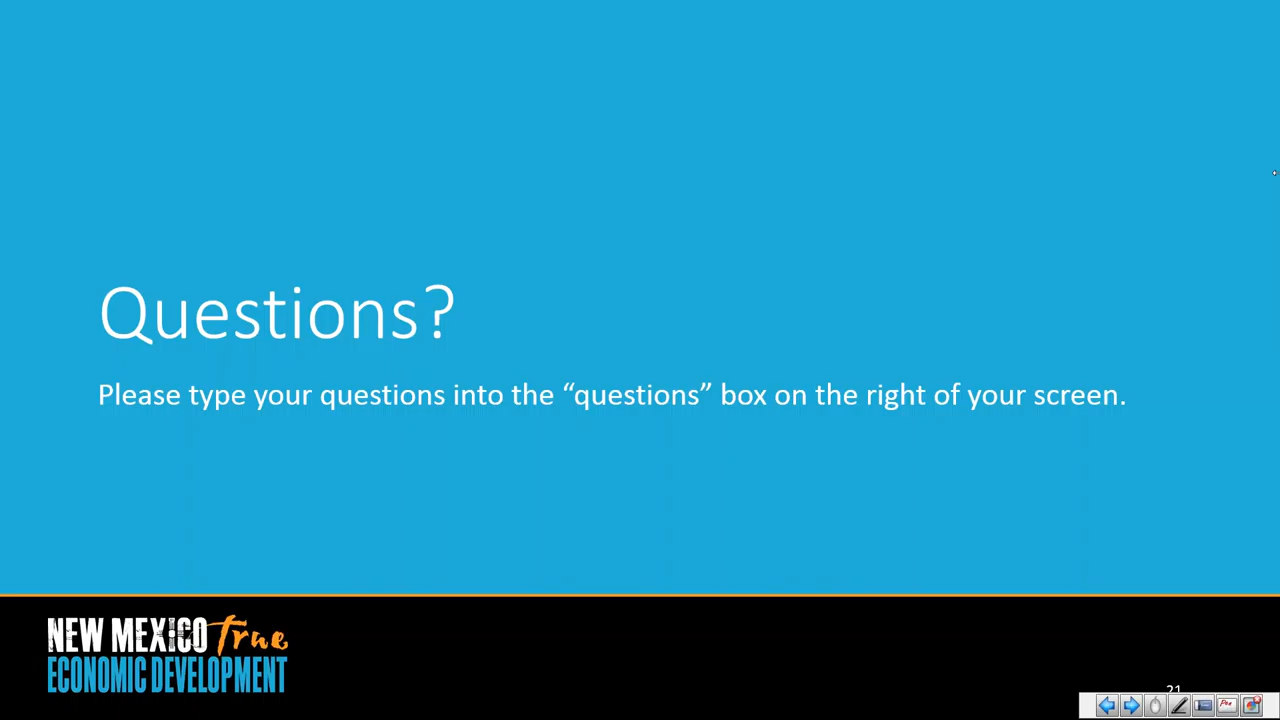 Questions?
Please type your questions into the “questions” box on the right of your screen.
NEW MEXICO True
ECONOMIC DEVELOPMENT
21